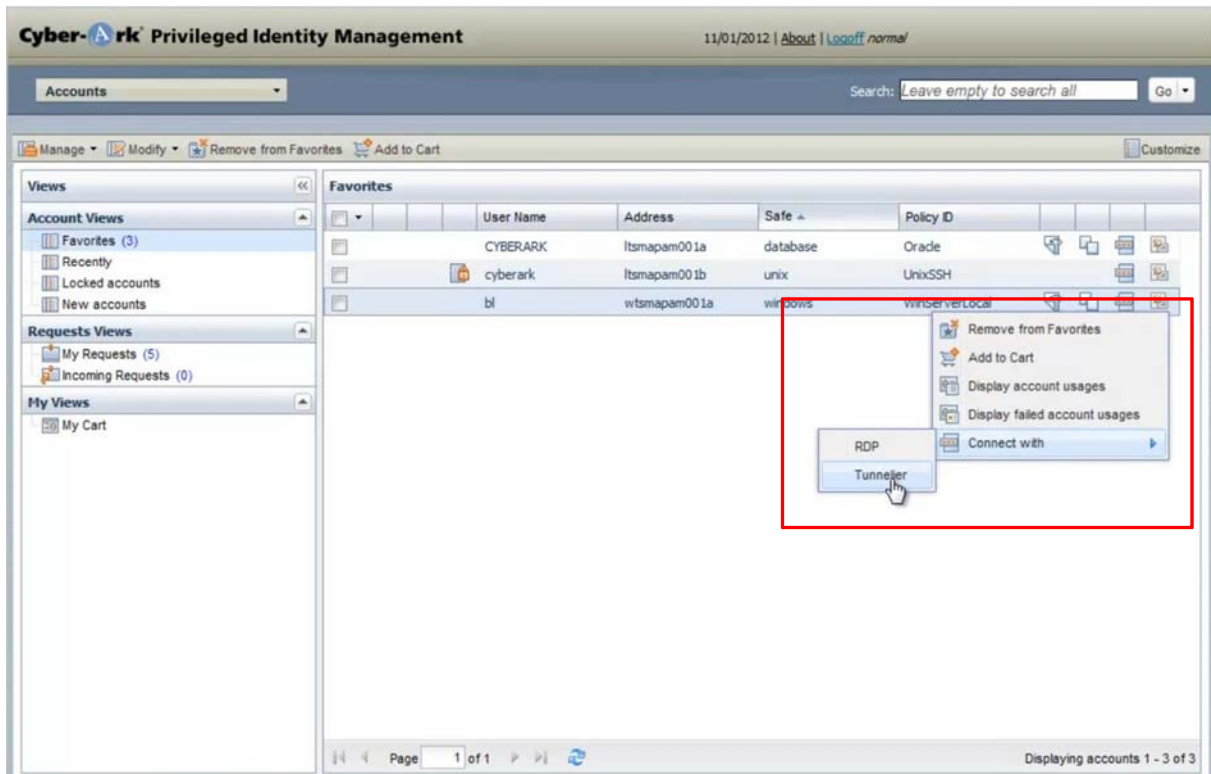 Cyber-Ark Privileged Identity Management
11/01/2012 | About | Logoff normal
Accounts
Search: Leave empty to search all
Go
Manage
Modify
Remove from Favorites
Add to Cart
Customize
Views
Account Views
Favorites (3)
Recently
Locked accounts
New accounts
Requests Views
My Requests (5)
Incoming Requests (0)
My Views
My Cart
Favorites
User Name Address Safe Policy ID
CYBERARK ltsmapam001a database Oracle
cyberark ltsmapam001b unix UnixSSH
bl wtsmapam001a windows WinServerLocal
Remove from Favorites
Add to Cart
Display account usages
Display failed account usages
Connect with
RDP
Tunnelier
Page 1 of 1
Displaying accounts 1 - 3 of 3